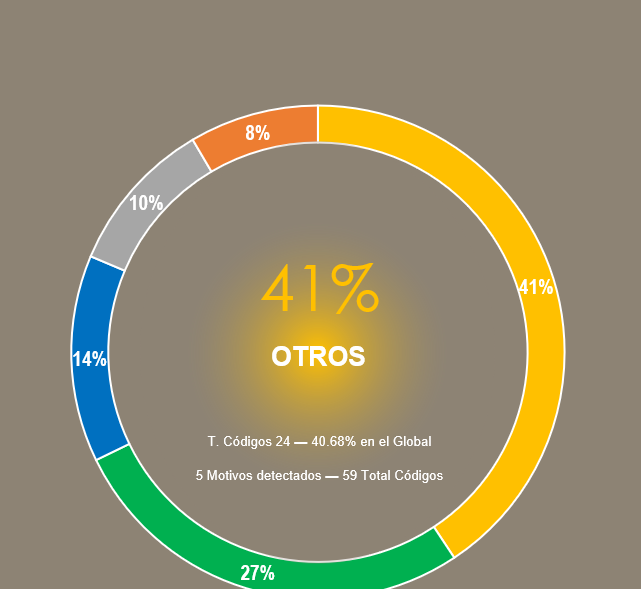 8%
10%
41%
41%
OTROS
14%
T. Códigos 24 — 40.68% en el Global
5 Motivos detectados — 59 Total Códigos
27%